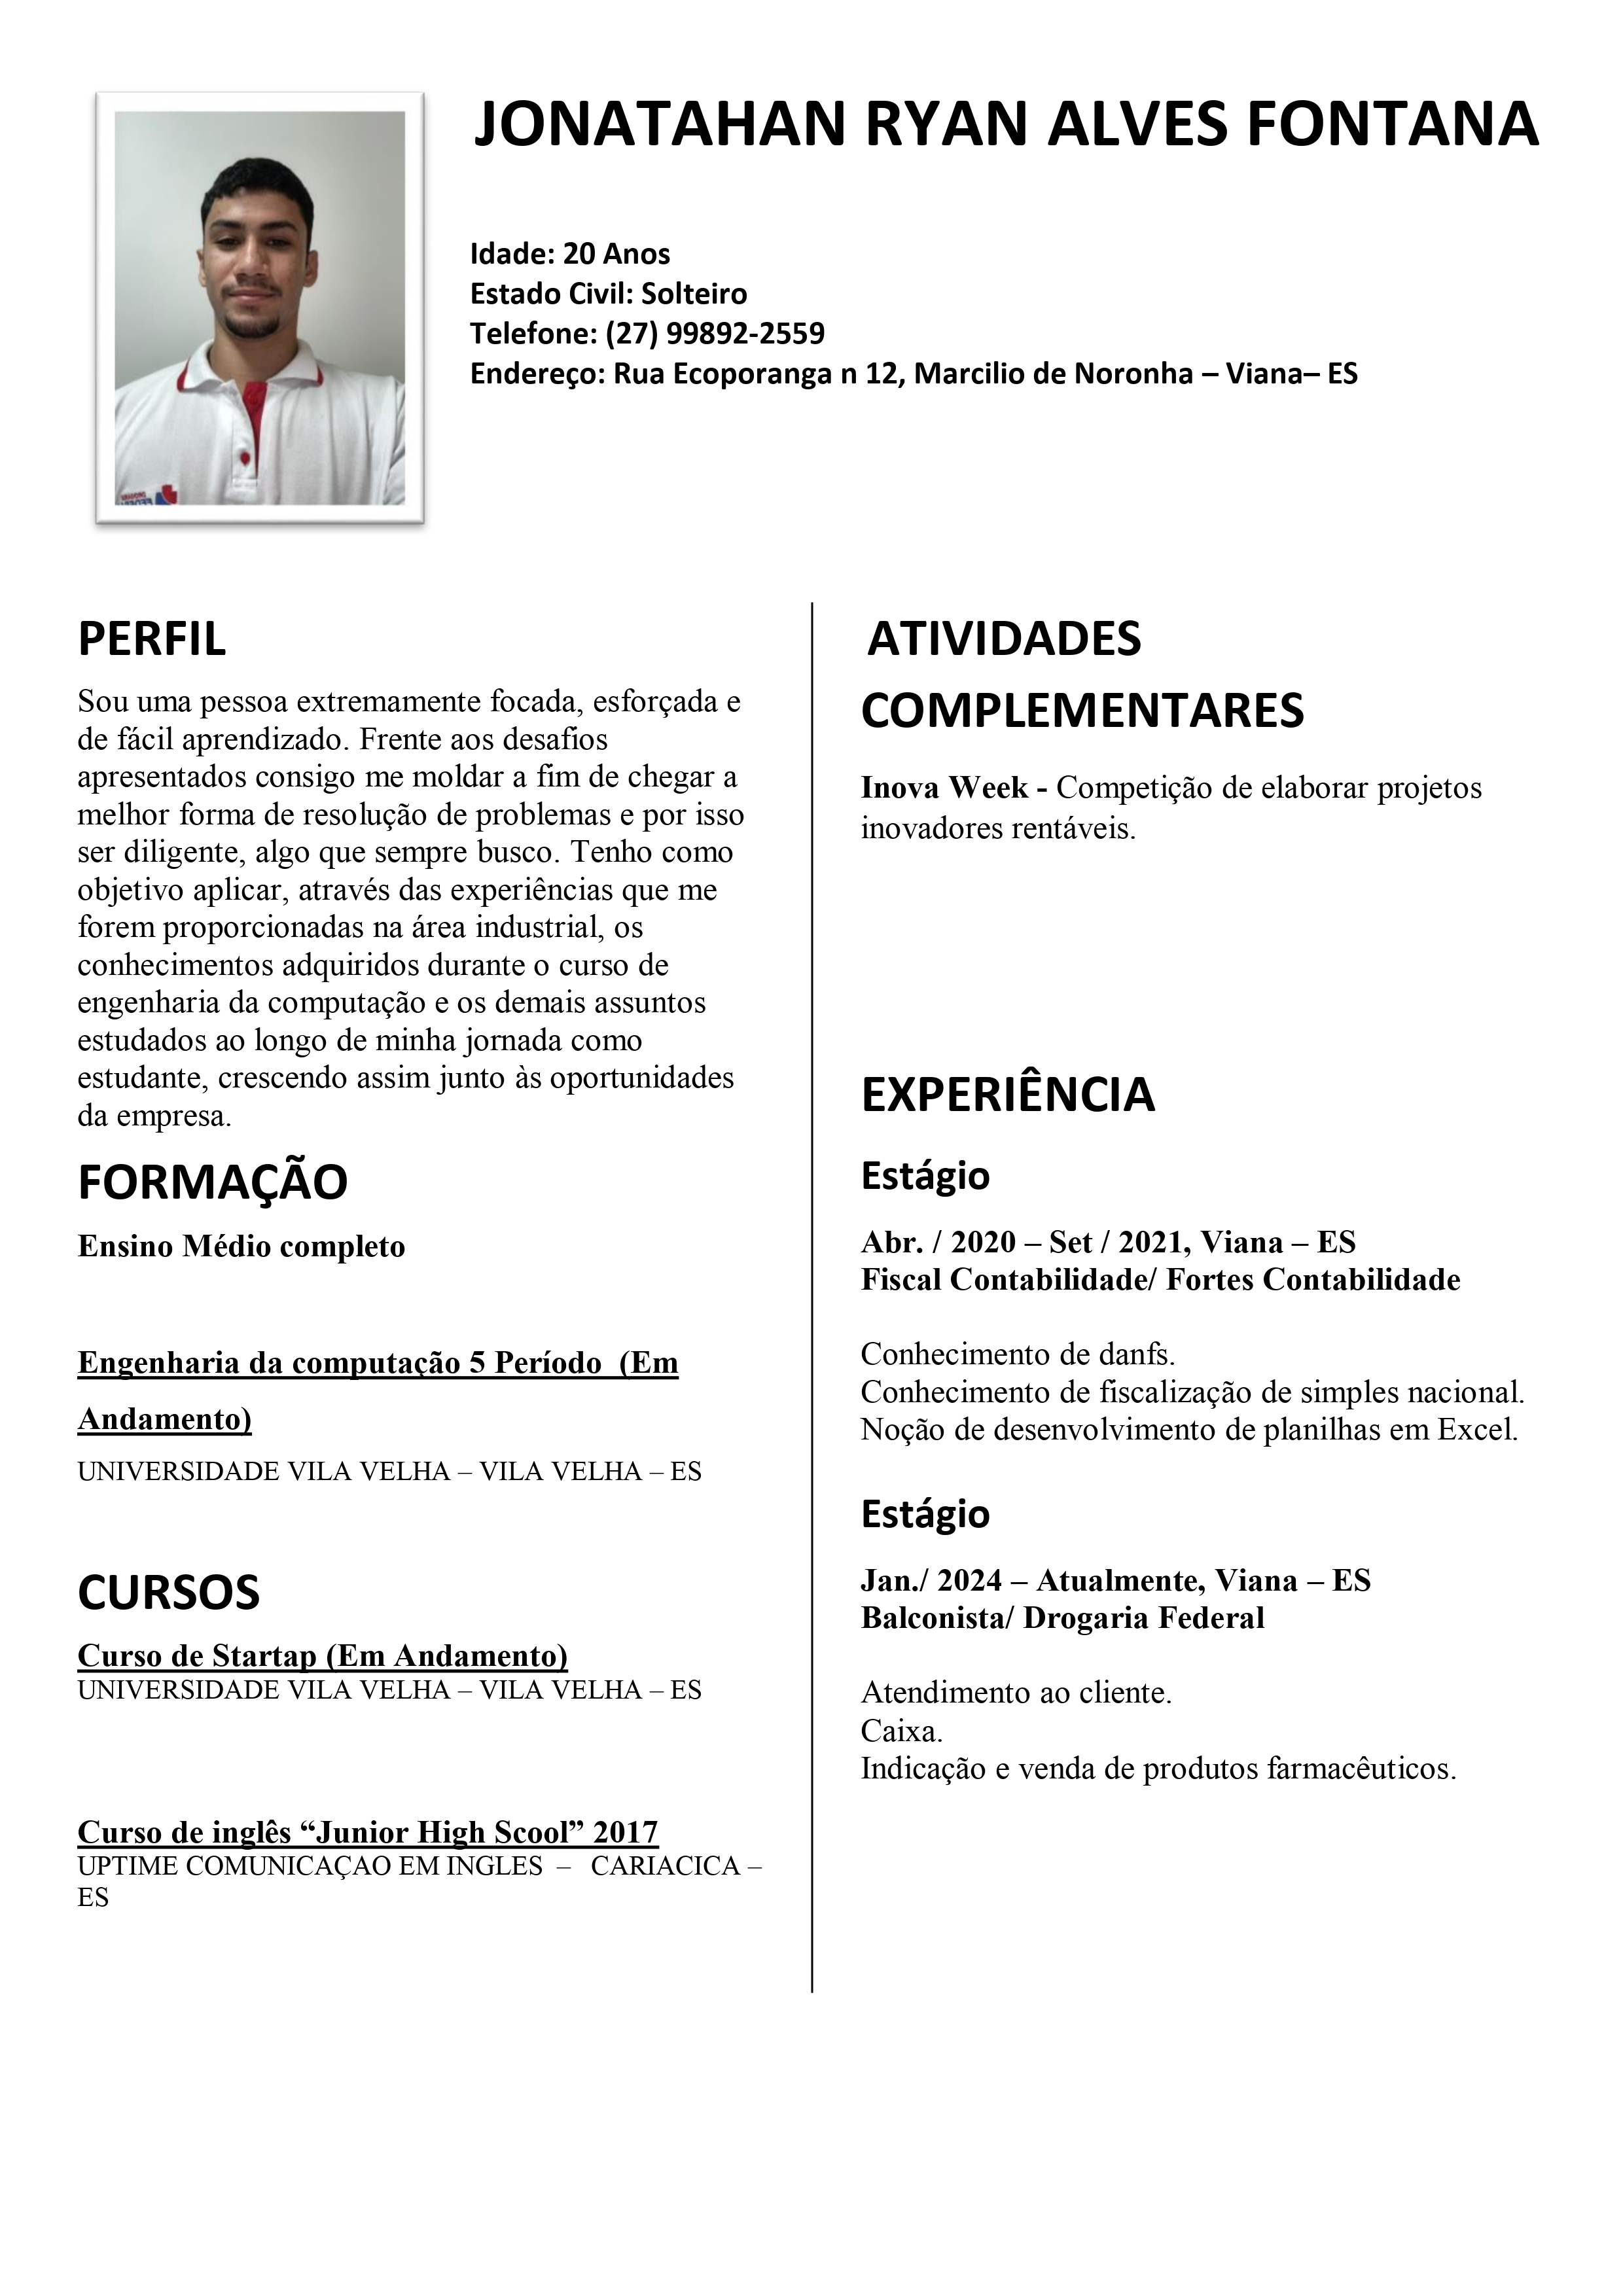 JONATAHAN RYAN ALVES FONTANA
Idade: 20 Anos
Estado Civil: Solteiro
Telefone: (27) 99892-2559
Endereço: Rua Ecoporanga n 12, Marcilio de Noronha – Viana– ES
PERFIL
Sou uma pessoa extremamente focada, esforçada e
de fácil aprendizado. Frente aos desafios
apresentados consigo me moldar a fim de chegar a
melhor forma de resolução de problemas e por isso
ser diligente, algo que sempre busco. Tenho como
objetivo aplicar, através das experiências que me
forem proporcionadas na área industrial, os
conhecimentos adquiridos durante o curso de
engenharia da computação e os demais assuntos
estudados ao longo de minha jornada como
estudante, crescendo assim junto às oportunidades
da empresa.
FORMAÇÃO
Ensino Médio completo
Engenharia da computação 5 Período  (Em
Andamento)
UNIVERSIDADE VILA VELHA – VILA VELHA – ES
CURSOS
Curso de Startap (Em Andamento)
UNIVERSIDADE VILA VELHA – VILA VELHA – ES
Curso de inglês “Junior High Scool” 2017
UPTIME COMUNICAÇAO EM INGLES  –   CARIACICA –
ES
ATIVIDADES
COMPLEMENTARES
Inova Week - Competição de elaborar projetos
inovadores rentáveis.
EXPERIÊNCIA
Estágio
Abr. / 2020 – Set / 2021, Viana – ES
Fiscal Contabilidade/ Fortes Contabilidade
Conhecimento de danfs.
Conhecimento de fiscalização de simples nacional.
Noção de desenvolvimento de planilhas em Excel.
Estágio
Jan./ 2024 – Atualmente, Viana – ES
Balconista/ Drogaria Federal
Atendimento ao cliente.
Caixa.
Indicação e venda de produtos farmacêuticos.